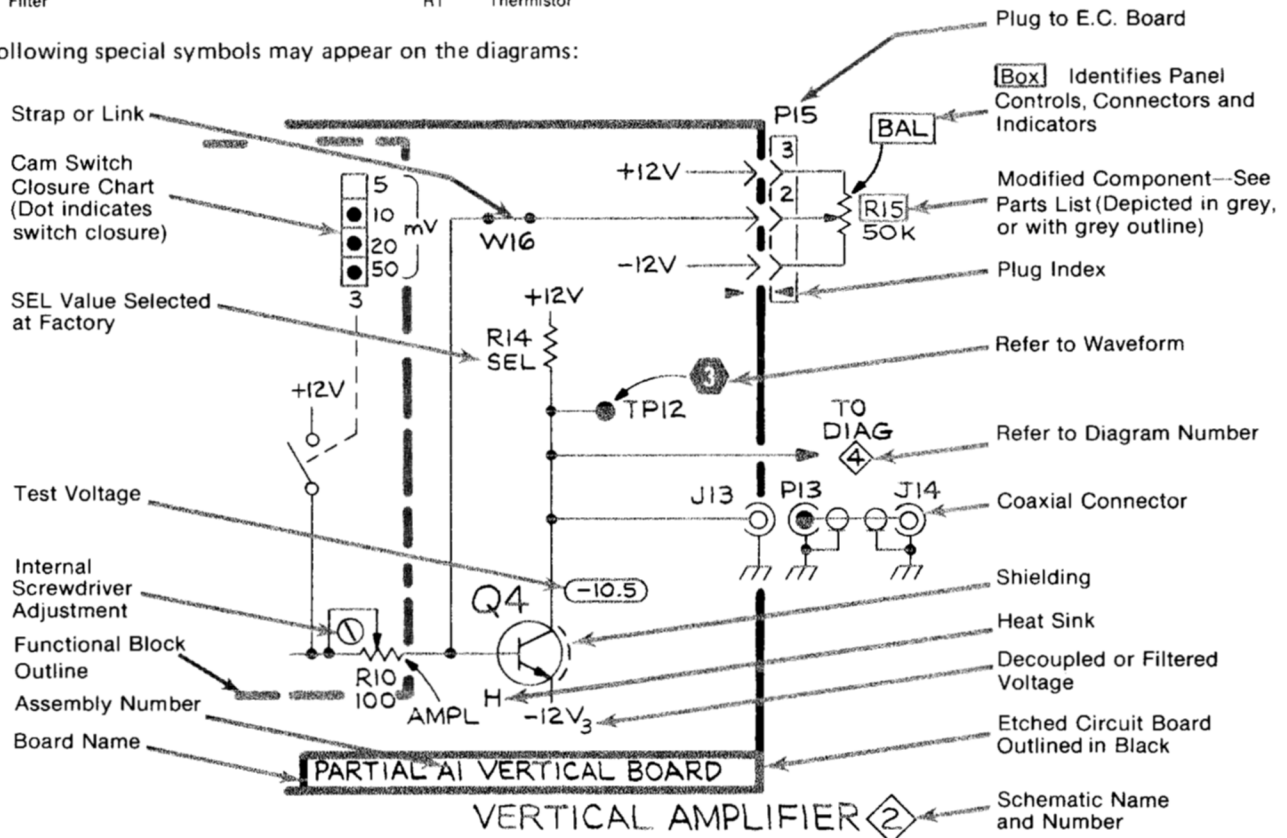 Filter
RT Thermistor
ollowing special symbols may appear on the diagrams:
Plug to E.C. Board
Box Identifies Panel
Controls, Connectors and
Indicators
Modified Component—See
Parts List (Depicted in grey,
or with grey outline)
Plug Index
Refer to Waveform
Refer to Diagram Number
Coaxial Connector
Shielding
Heat Sink
Decoupled or Filtered
Voltage
Etched Circuit Board
Outlined in Black
Schematic Name
and Number
Strap or Link
Cam Switch
Closure Chart
(Dot indicates
switch closure)
SEL Value Selected
at Factory
Test Voltage
Internal
Screwdriver
Adjustment
Functional Block
Outline
Assembly Number
Board Name
P15
BAL
3
+12V
2
R15
50K
-12V
5
10
20
50
mV
3
W16
+12V
R14
SEL
3
TP12
+12V
TO
DIAG
4
J13
P13
J14
-10.5
Q4
R10
100
AMPL
H
-12V3
PARTIAL A1 VERTICAL BOARD
VERTICAL AMPLIFIER 2